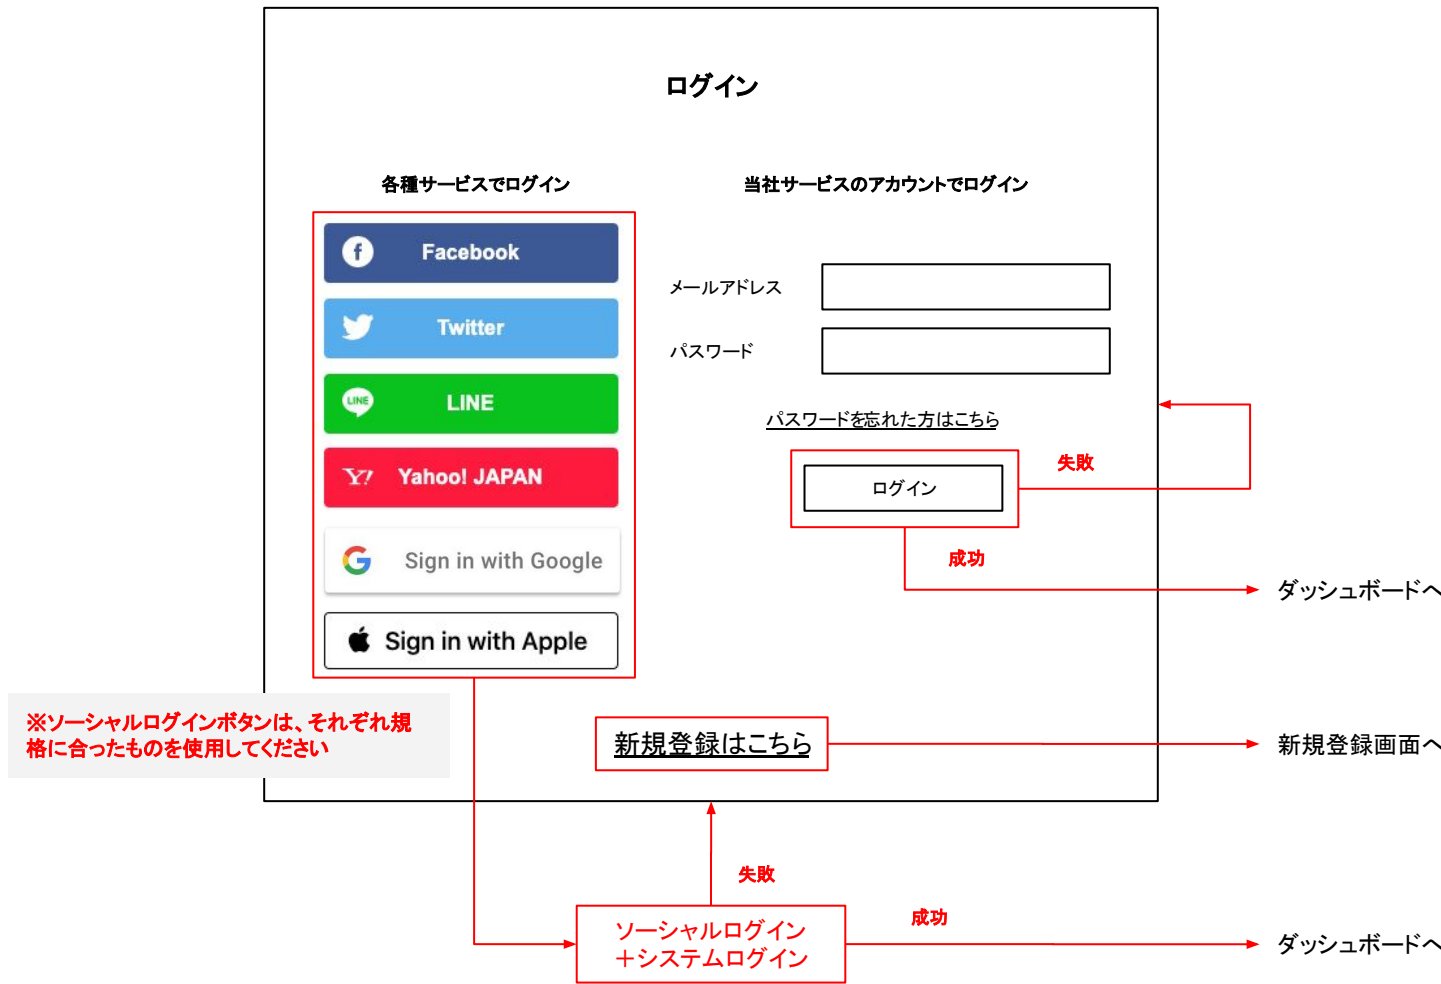 ログイン
各種サービスでログイン
Facebook
Twitter
LINE
LINE
Y! Yahoo! JAPAN
G Sign in with Google
Sign in with Apple
当社サービスのアカウントでログイン
メールアドレス
パスワード
パスワードを忘れた方はこちら
ログイン
失敗
成功
ダッシュボードへ
※ソーシャルログインボタンは、それぞれ規
格に合ったものを使用してください
新規登録はこちら
新規登録画面へ
失敗
ソーシャルログイン
＋システムログイン
成功
ダッシュボードへ